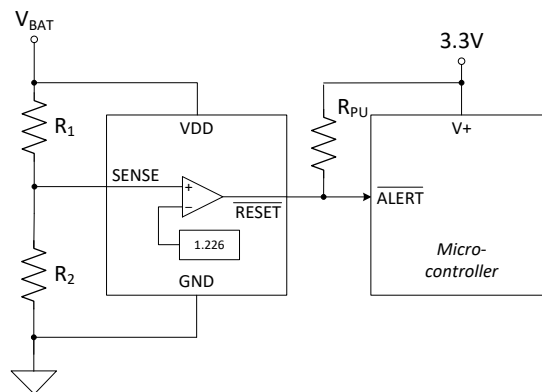 V_BAT
3.3V
R_1
R_PU
VDD
V+
SENSE
+
−
RESET
ALERT
1.226
Micro-
controller
R_2
GND